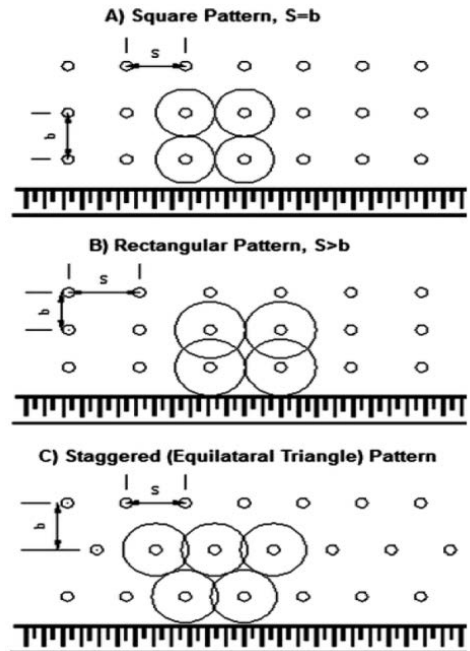 A) Square Pattern, S=b
S
b
B) Rectangular Pattern, S>b
S
b
C) Staggered (Equilataral Triangle) Pattern
S
b